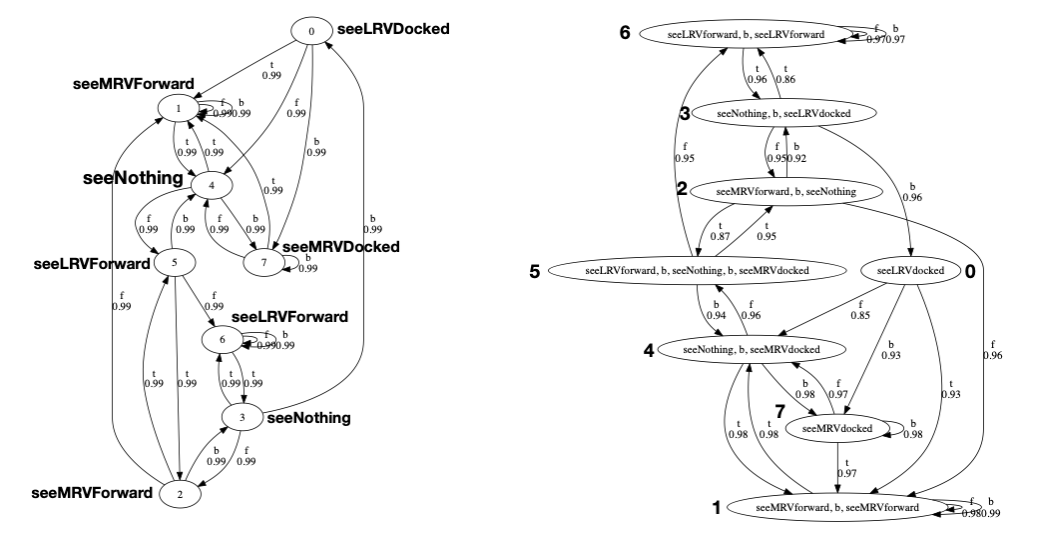 0 seeLRVDocked
t
0.99
f
0.99
seeMRVForward
1
f b
0.990.99
b
0.99
t t
0.99 0.99
seeNothing
4
t
0.99
f
0.99
b
0.99
b
0.99
f
0.99
b
0.99
seeMRVDocked
7
b
0.99
seeLRVForward
5
f
0.99
f
0.99
seeLRVForward
6
f b
0.990.99
t
0.99
t
0.99
t t
0.99 0.99
3
seeNothing
b f
0.99 0.99
seeMRVForward
2
6
seeLRVforward, b, seeLRVforward
f b
0.970.97
t t
0.96 0.86
3
seeNothing, b, seeLRVdocked
f
0.95
f b
0.950.92
2
seeMRVforward, b, seeNothing
b
0.96
t t
0.87 0.95
5
seeLRVforward, b, seeNothing, b, seeMRVdocked
seeLRVdocked
0
b f
0.94 0.96
f
0.85
4
seeNothing, b, seeMRVdocked
b
0.93
f
0.96
b f
0.98 0.97
t
0.93
7
seeMRVdocked
b
0.98
t t
0.98 0.98
t
0.97
1
seeMRVforward, b, seeMRVforward
f b
0.980.99